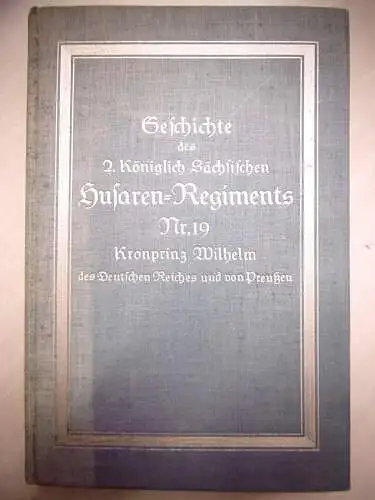 Geschichte
des
2. Königlich Sächsischen
Husaren=Regiments
Nr. 19
Kronprinz Wilhelm
des Deutschen Reiches und von Preußen